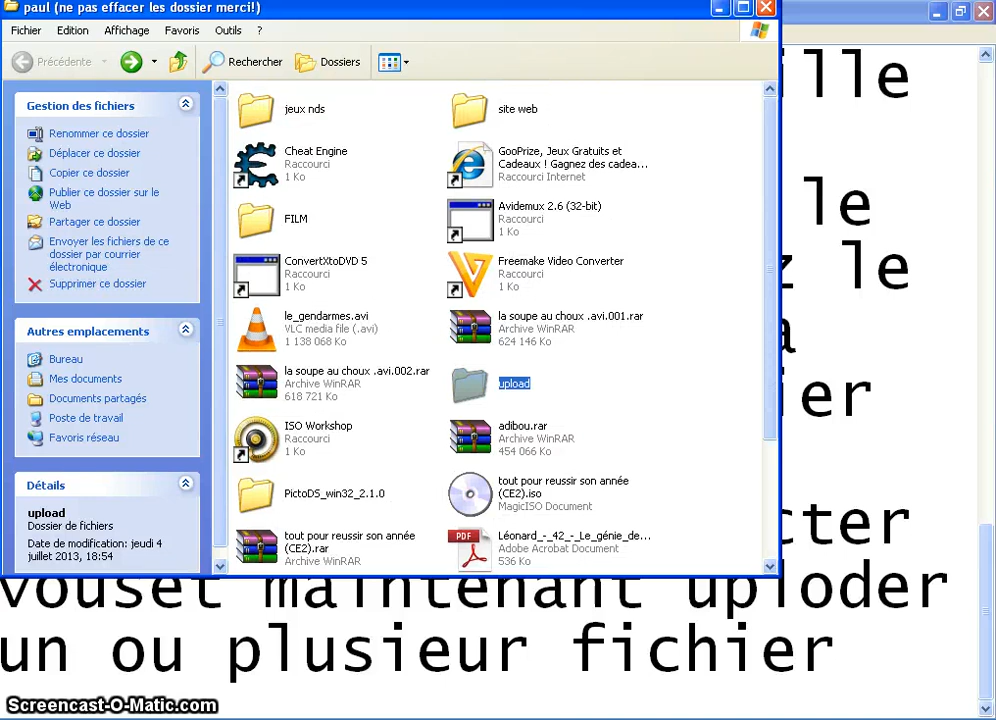 paul (ne pas effacer les dossier merci!)
Fichier Edition Affichage Favoris Outils ?
Précédente Rechercher Dossiers
Gestion des fichiers
Renommer ce dossier
Déplacer ce dossier
Copier ce dossier
Publier ce dossier sur le
Web
Partager ce dossier
Envoyer les fichiers de ce
dossier par courrier
électronique
Supprimer ce dossier
Autres emplacements
Bureau
Mes documents
Documents partagés
Poste de travail
Favoris réseau
Détails
upload
Dossier de fichiers
Date de modification: jeudi 4
juillet 2013, 18:54
jeux nds
site web
Cheat Engine
Raccourci
1 Ko
GooPrize, Jeux Gratuits et
Cadeaux ! Gagnez des cadea...
Raccourci Internet
FILM
Avidemux 2.6 (32-bit)
Raccourci
1 Ko
ConvertXtoDVD 5
Raccourci
1 Ko
Freemake Video Converter
Raccourci
1 Ko
le_gendarmes.avi
VLC media file (.avi)
1 138 068 Ko
la soupe au choux .avi.001.rar
Archive WinRAR
624 146 Ko
la soupe au choux .avi.002.rar
Archive WinRAR
618 721 Ko
upload
ISO Workshop
Raccourci
1 Ko
adibou.rar
Archive WinRAR
454 066 Ko
PictoDS_win32_2.1.0
tout pour reussir son année
(CE2).iso
MagicISO Document
tout pour reussir son année
(CE2).rar
Archive WinRAR
PDF
Léonard_-_42_-_Le_génie_de...
Adobe Acrobat Document
536 Ko
ille
le
z le
a
ier
cter
vouset maintenant uploder
un ou plusieur fichier
Screencast-O-Matic.com